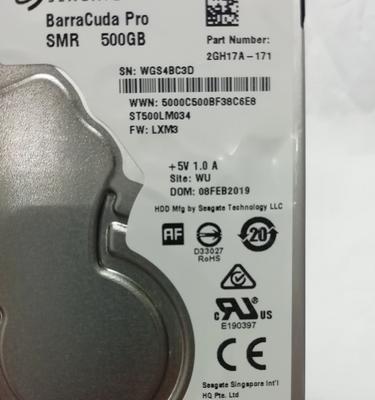 BarraCuda Pro
SMR 500GB
Part Number:
2GH17A-171
SN: WGS4BC3D
WWN: 5000C500BF38C6E8
ST500LM034
FW: LXM3
+5V 1.0 A
Site: WU
DOM: 08FEB2019
HDD Mfg by Seagate Technology LLC
AF
20
D33027
RoHS
c RU US
E190397
CE
Seagate Singapore Int'l
HQ Pte. Ltd